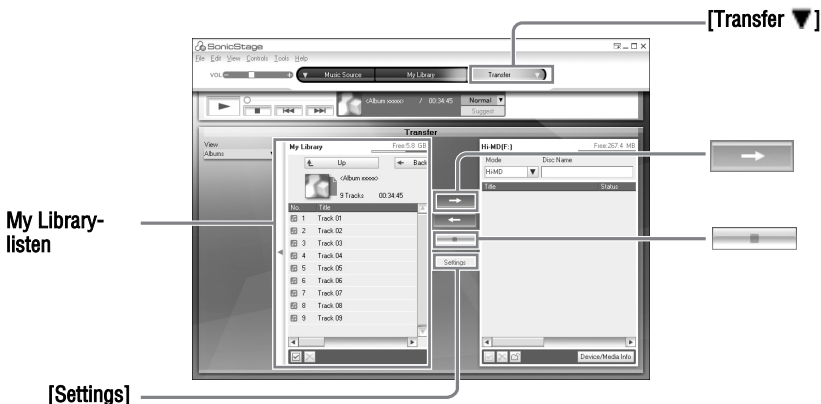 [Transfer ▼]
SonicStage
File Edit View Controls Tools Help
VOL
Music Source
My Library
Transfer
<Album xxxxx> / 00:34:45
Normal
Suggest
Transfer
View
Albums
My Library
Free:5.8 GB
Up
Back
<Album xxxxx>
9 Tracks 00:34:45
No. Title
1 Track 01
2 Track 02
3 Track 03
4 Track 04
5 Track 05
6 Track 06
7 Track 07
8 Track 08
9 Track 09
Settings
Hi-MD(F:)
Free:267.4 MB
Mode
Disc Name
Hi-MD
Title Status
Device/Media Info
My Library-
listen
[Settings]